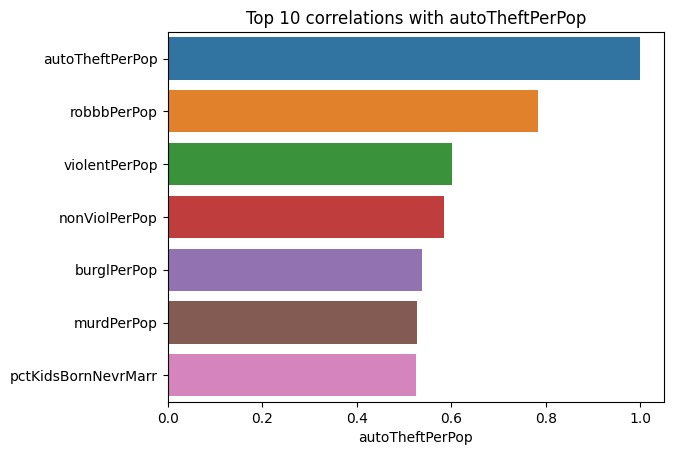 Top 10 correlations with autoTheftPerPop
autoTheftPerPop
robbbPerPop
violentPerPop
nonViolPerPop
burglPerPop
murdPerPop
pctKidsBornNevrMarr
0.0 0.2 0.4 0.6 0.8 1.0
autoTheftPerPop